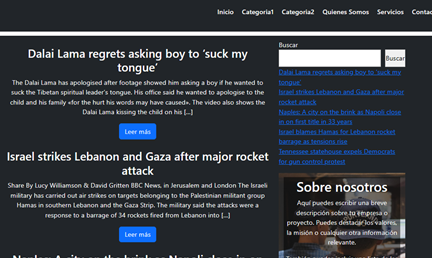 Inicio Categoria1 Categoria2 Quienes Somos Servicios Contac
Dalai Lama regrets asking boy to ‘suck my
tongue’
The Dalai Lama has apologised after footage showed him asking a boy if he wanted to
suck the Tibetan spiritual leader’s tongue. His office said he wanted to apologise to the
child and his family «for the hurt his words may have caused». The video also shows the
Dalai Lama kissing the child on his [...]
Leer más
Israel strikes Lebanon and Gaza after major rocket
attack
Share By Lucy Williamson & David Gritten BBC News, in Jerusalem and London The Israeli
military has carried out air strikes on targets belonging to the Palestinian militant group
Hamas in southern Lebanon and the Gaza Strip. The military said the attacks were a
response to a barrage of 34 rockets fired from Lebanon into [...]
Leer más
Buscar
Buscar
Dalai Lama regrets asking boy to ‘suck my
tongue’
Israel strikes Lebanon and Gaza after major
rocket attack
Naples: A city on the brink as Napoli close
in on first title in 33 years
Israel blames Hamas for Lebanon rocket
barrage as tensions rise
Tennessee statehouse expels Democrats
for gun control protest
Sobre nosotros
Aquí puedes escribir una breve
descripción sobre tu empresa o
proyecto. Puedes destacar los valores,
la misión o cualquier otra información
relevante.